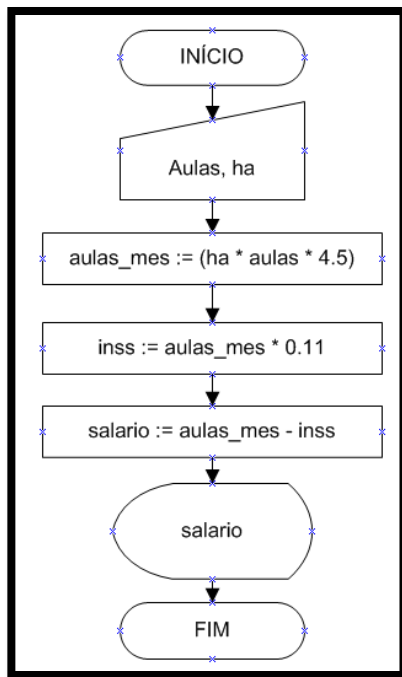 INÍCIO
Aulas, ha
aulas_mes := (ha * aulas * 4.5)
inss := aulas_mes * 0.11
salario := aulas_mes - inss
salario
FIM